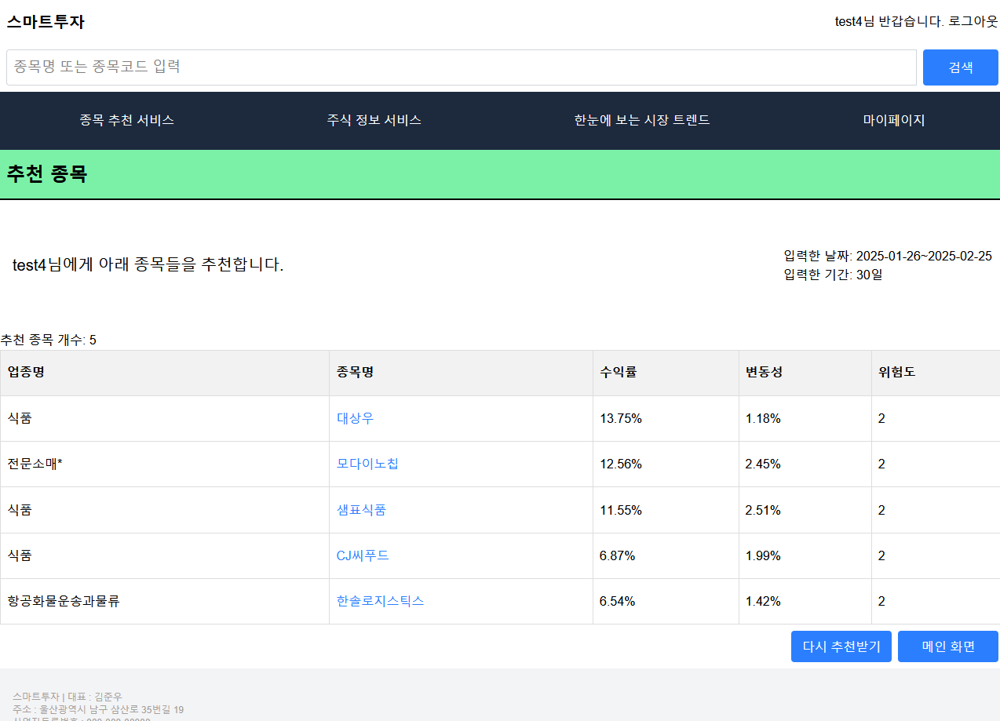 스마트투자
test4님 반갑습니다. 로그아웃
종목명 또는 종목코드 입력
검색
종목 추천 서비스 주식 정보 서비스 한눈에 보는 시장 트렌드 마이페이지
추천 종목
test4님에게 아래 종목들을 추천합니다.
입력한 날짜: 2025-01-26~2025-02-25
입력한 기간: 30일
추천 종목 개수: 5
업종명 종목명 수익률 변동성 위험도
식품 대상우 13.75% 1.18% 2
전문소매* 모다이노칩 12.56% 2.45% 2
식품 샘표식품 11.55% 2.51% 2
식품 CJ씨푸드 6.87% 1.99% 2
항공화물운송과물류 한솔로지스틱스 6.54% 1.42% 2
다시 추천받기 메인 화면
스마트투자 | 대표 : 김준우
주소 : 울산광역시 남구 삼산로 35번길 19